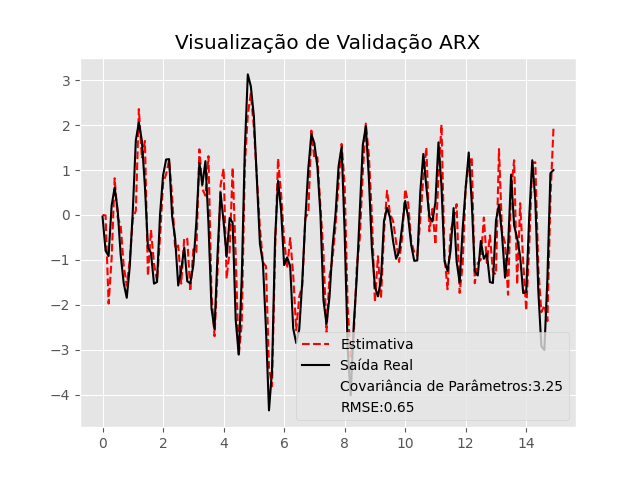 Visualização de Validação ARX
3
2
1
0
−1
−2
−3
−4
Estimativa
Saída Real
Covariância de Parâmetros:3.25
RMSE:0.65
0 2 4 6 8 10 12 14